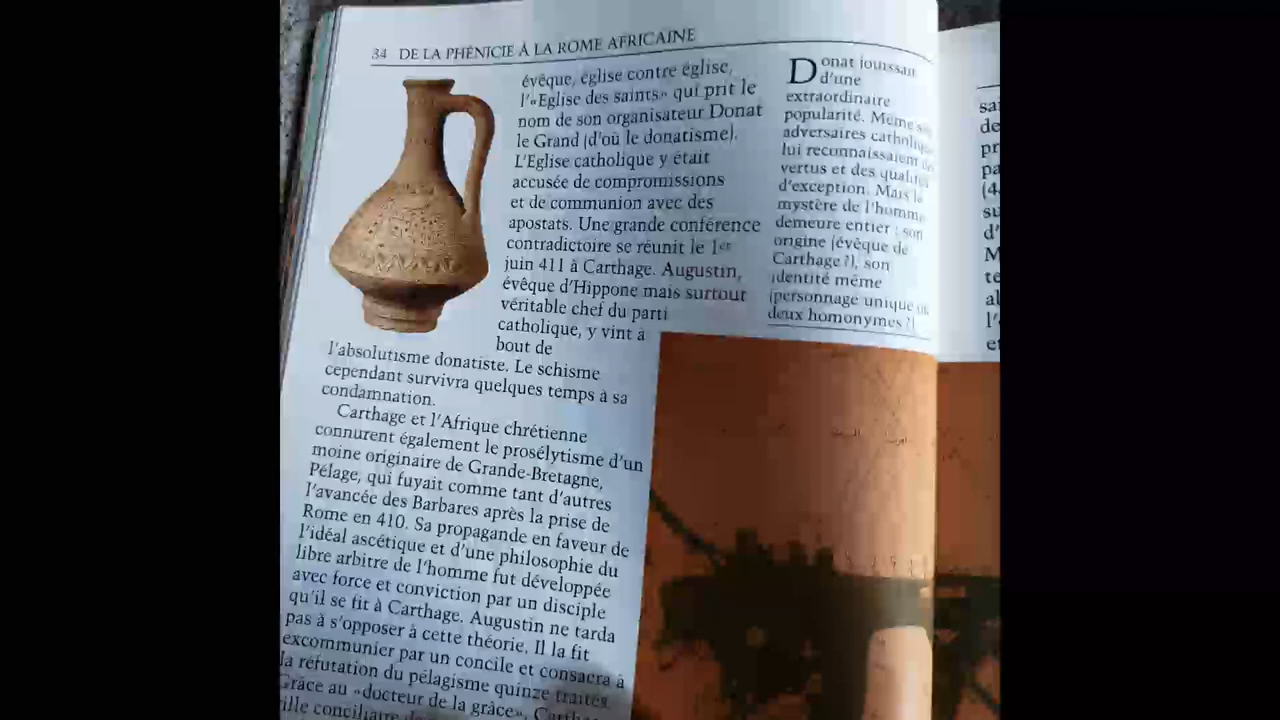 34 DE LA PHÉNICIE À LA ROME AFRICAINE
évêque, église contre église,
l'«Eglise des saints» qui prit le
nom de son organisateur Donat
le Grand (d'où le donatisme).
L'Eglise catholique y était
accusée de compromissions
et de communion avec des
apostats. Une grande conférence
contradictoire se réunit le 1er
juin 411 à Carthage. Augustin,
évêque d'Hippone mais surtout
véritable chef du parti
catholique, y vint à
bout de
l'absolutisme donatiste. Le schisme
cependant survivra quelques temps à sa
condamnation.
Carthage et l'Afrique chrétienne
connurent également le prosélytisme d'un
moine originaire de Grande-Bretagne,
Pélage, qui fuyait comme tant d'autres
l'avancée des Barbares après la prise de
Rome en 410. Sa propagande en faveur de
l'idéal ascétique et d'une philosophie du
libre arbitre de l'homme fut développée
avec force et conviction par un disciple
qu'il se fit à Carthage. Augustin ne tarda
pas à s'opposer à cette théorie. Il la fit
excommunier par un concile et consacra à
la réfutation du pélagisme quinze traités.
Grâce au «docteur de la grâce»,
ville conciliaire
Donat jouissait
d'une
extraordinaire
popularité. Même
adversaires
lui reconnaissaient
vertus et des qualités
d'exception. Mais le
mystère de l'homme
demeure entier : son
origine (évêque de
Carthage ?), son
identité même
(personnage unique ou
deux homonymes ?)